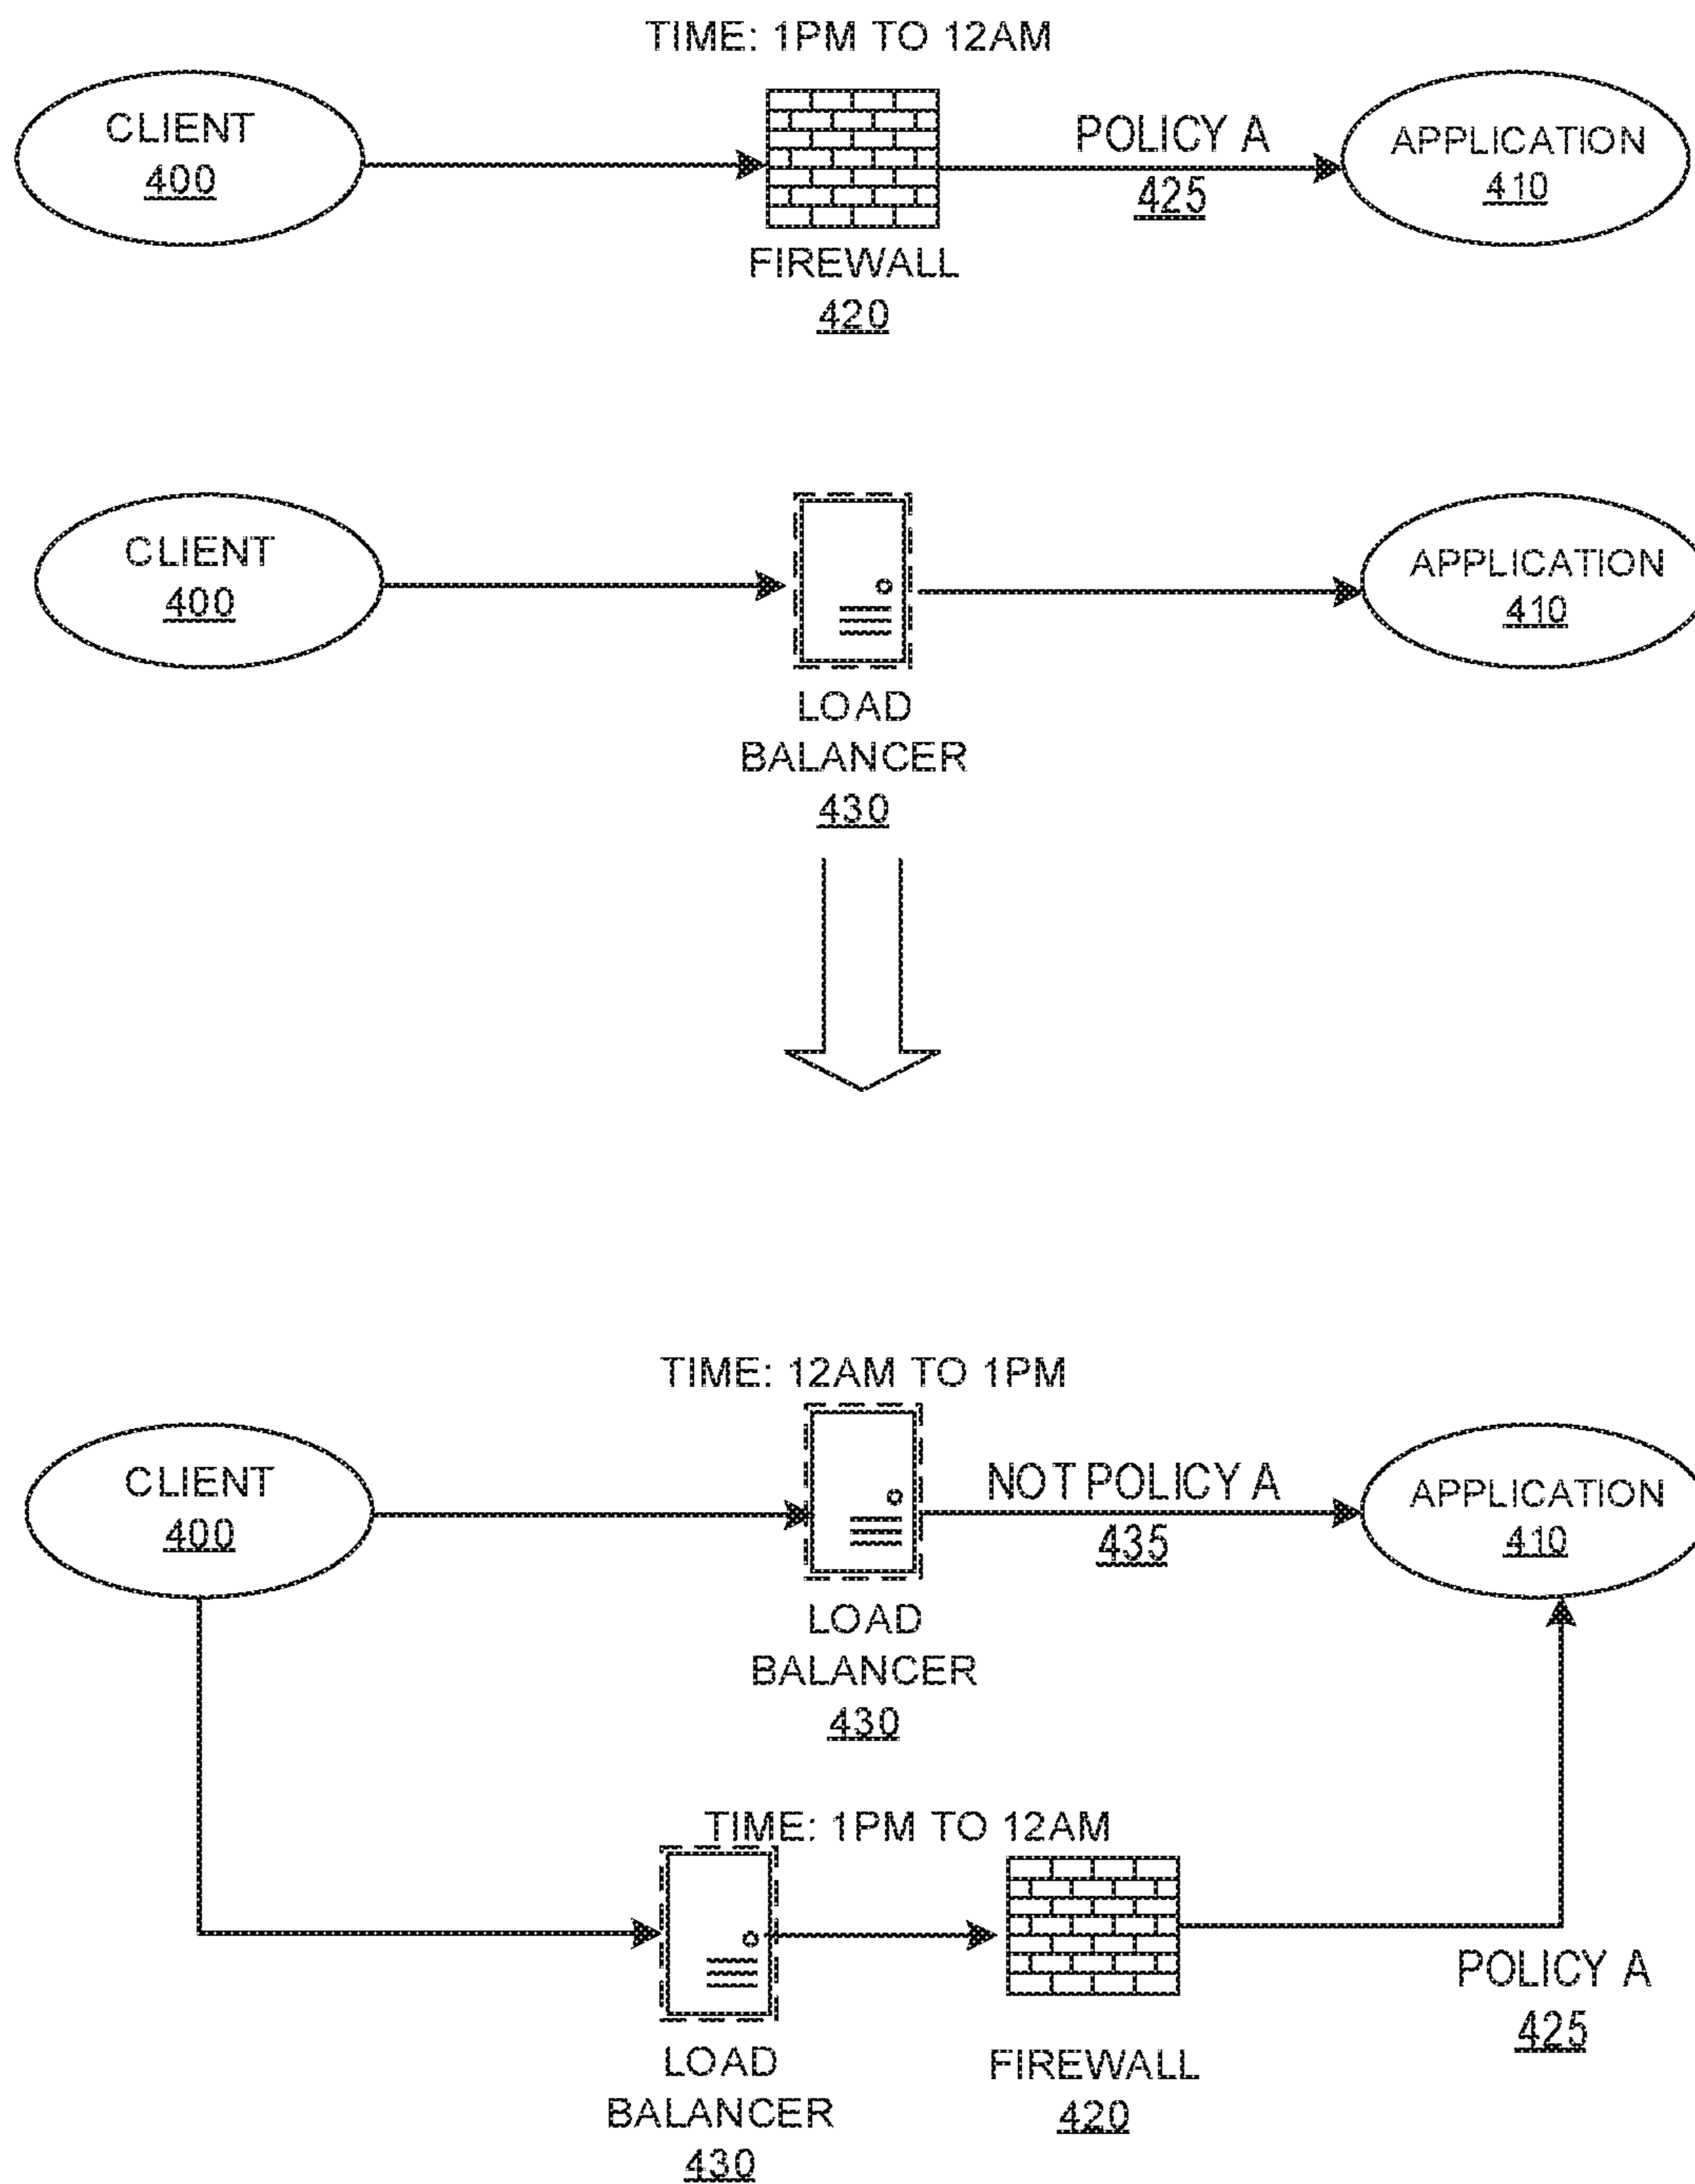 TIME: 1PM TO 12AM
CLIENT
400
POLICY A
425
APPLICATION
410
FIREWALL
420
CLIENT
400
APPLICATION
410
LOAD
BALANCER
430
TIME: 12AM TO 1PM
CLIENT
400
NOT POLICY A
435
APPLICATION
410
LOAD
BALANCER
430
TIME: 1PM TO 12AM
POLICY A
425
LOAD
BALANCER
430
FIREWALL
420